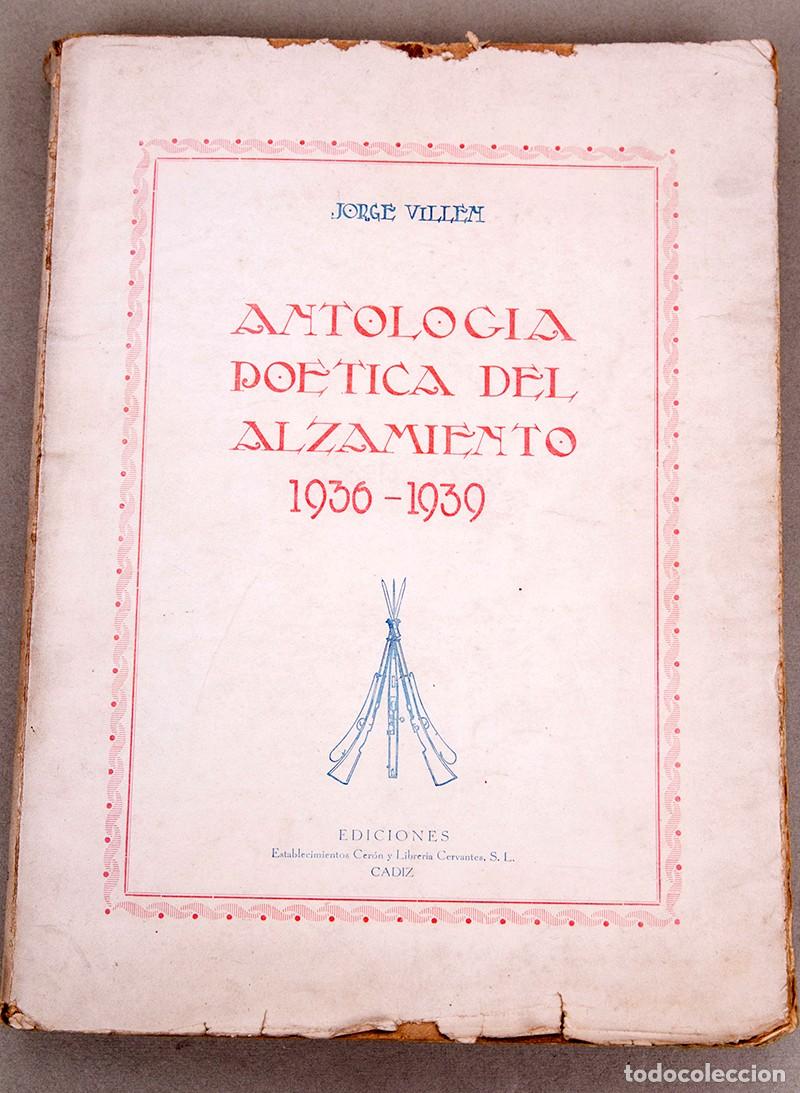 JORGE VILLEN
ANTOLOGIA
POETICA DEL
ALZAMIENTO
1936-1939
EDICIONES
Establecimientos Cerón y Librería Cervantes, S. L.
CADIZ
todocoleccion